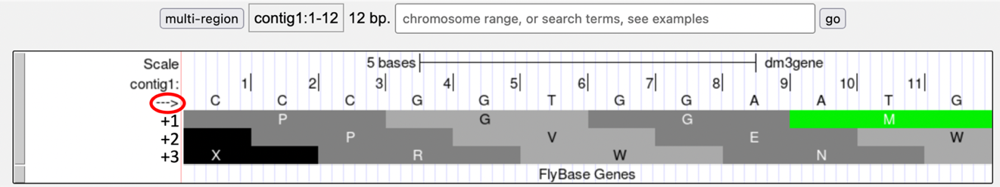 multi-region contig1:1-12 12 bp. chromosome range, or search terms, see examples go
Scale 5 bases dm3gene
contig1: 1 2 3 4 5 6 7 8 9 10 11
---> C C C G G T G G A A T G
+1 P G G M
+2 P V E W
+3 X R W N
FlyBase Genes